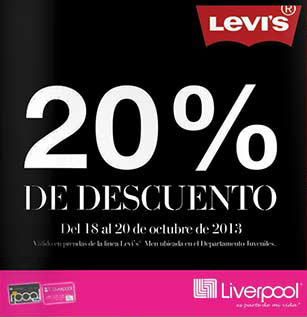 LEVI'S®
20%
DE DESCUENTO
Del 18 al 20 de octubre de 2013
Válido en prendas de la línea Levi's® Men ubicada en el Departamento Juveniles.
Liverpool
es parte de mi vida